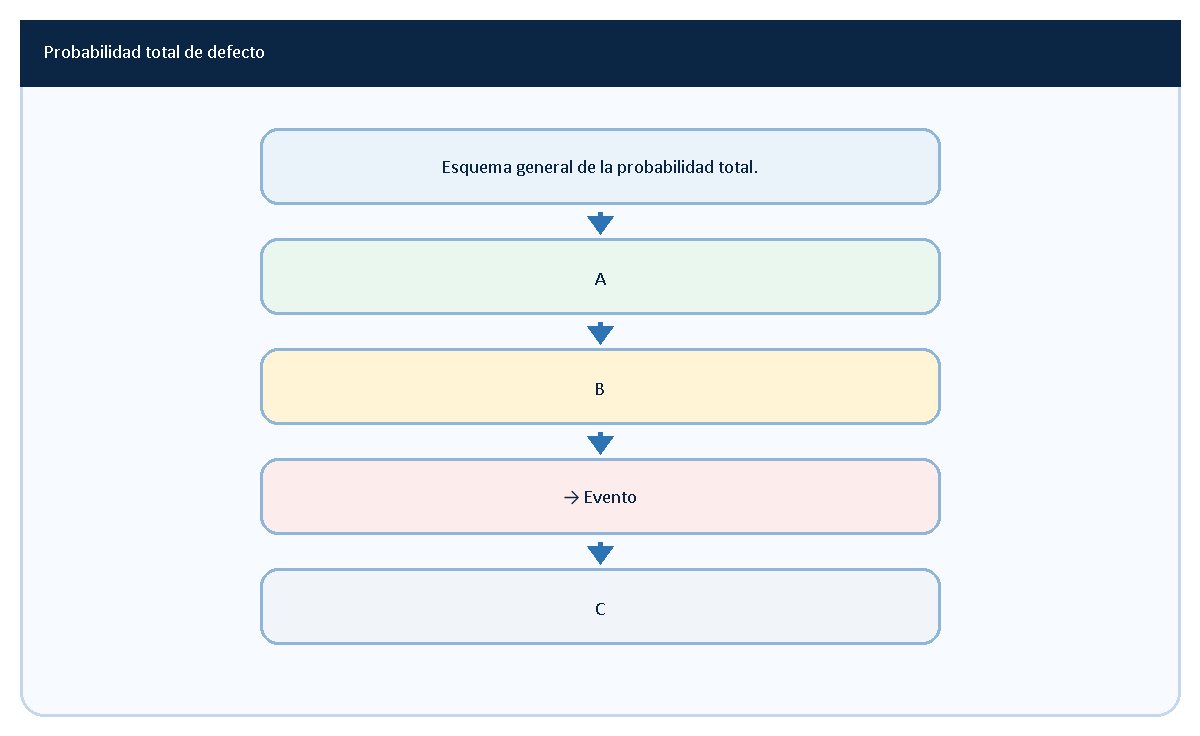 Probabilidad total de defecto
Esquema general de la probabilidad total.
A
B
→ Evento
C